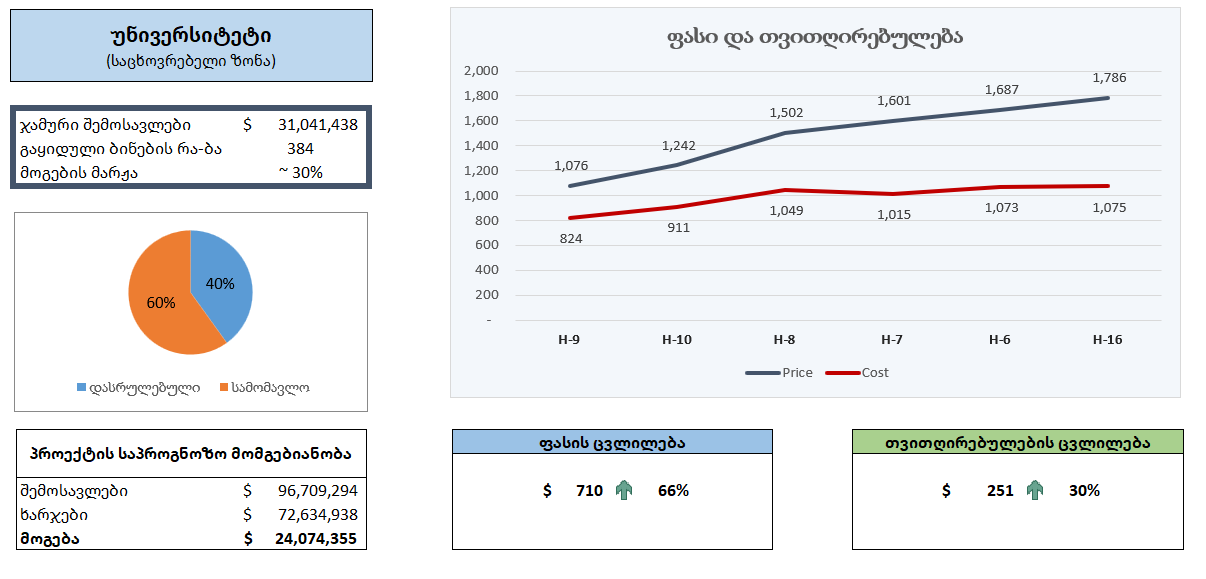 უნივერსიტეტი
(საცხოვრებელი ზონა)
ჯამური შემოსავლები $ 31,041,438
გაყიდული ბინების რა-ბა 384
მოგების მარჟა ~ 30%
40%
60%
დასრულებული სამომავლო
პროექტის საპროგნოზო მომგებიანობა
შემოსავლები $ 96,709,294
ხარჯები $ 72,634,938
მოგება $ 24,074,355
ფასი და თვითღირებულება
2,000
1,800
1,600
1,400
1,200
1,000
800
600
400
200
-
1,076 1,242 1,502 1,601 1,687 1,786
824 911 1,049 1,015 1,073 1,075
H-9 H-10 H-8 H-7 H-6 H-16
Price Cost
ფასის ცვლილება
$ 710 66%
თვითღირებულების ცვლილება
$ 251 30%